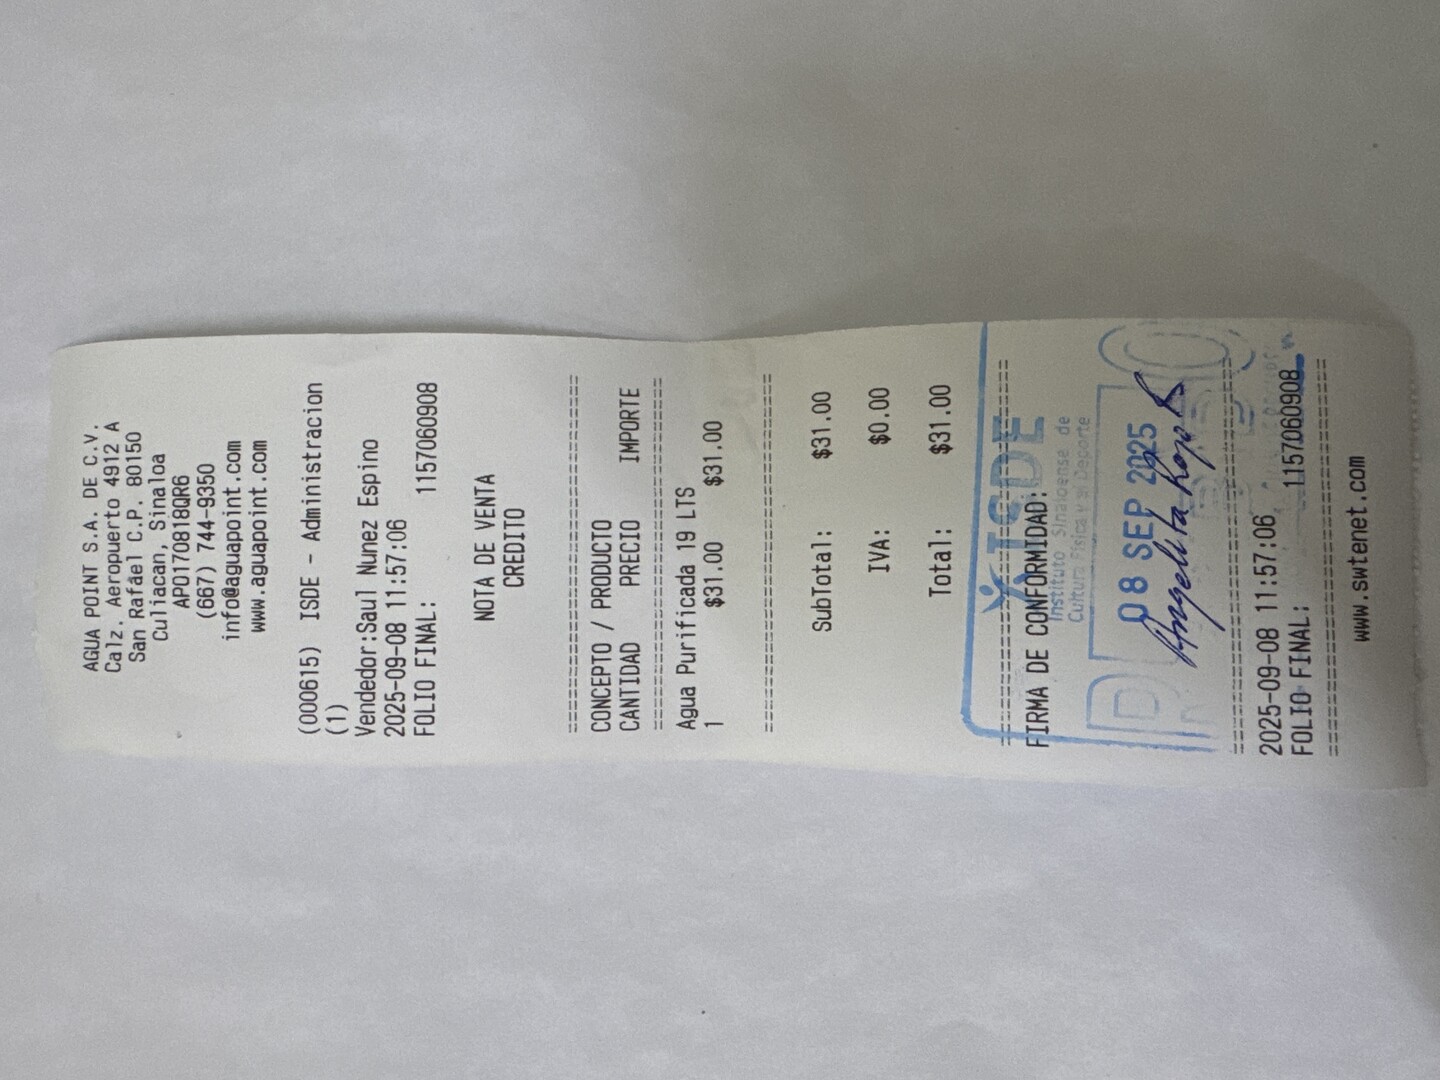 AGUA POINT S.A. DE C.V.
Calz. Aeropuerto 4912 A
San Rafael C.P. 80150
Culiacan, Sinaloa
APO170818QR6
(667) 744-9350
info@aguapoint.com
www.aguapoint.com
(000615) ISDE - Administracion
(1)
Vendedor:Saul Nunez Espino
2025-09-08 11:57:06
FOLIO FINAL: 1157060908
NOTA DE VENTA
CREDITO
CONCEPTO / PRODUCTO
CANTIDAD PRECIO IMPORTE
Agua Purificada 19 LTS
1 $31.00 $31.00
SubTotal: $31.00
IVA: $0.00
Total: $31.00
ISDE
FIRMA DE CONFORMIDAD:
Instituto Sinaloense de
Cultura Física y el Deporte
08 SEP 2025
Angelita
2025-09-08 11:57:06
FOLIO FINAL: 1157060908
www.swtenet.com